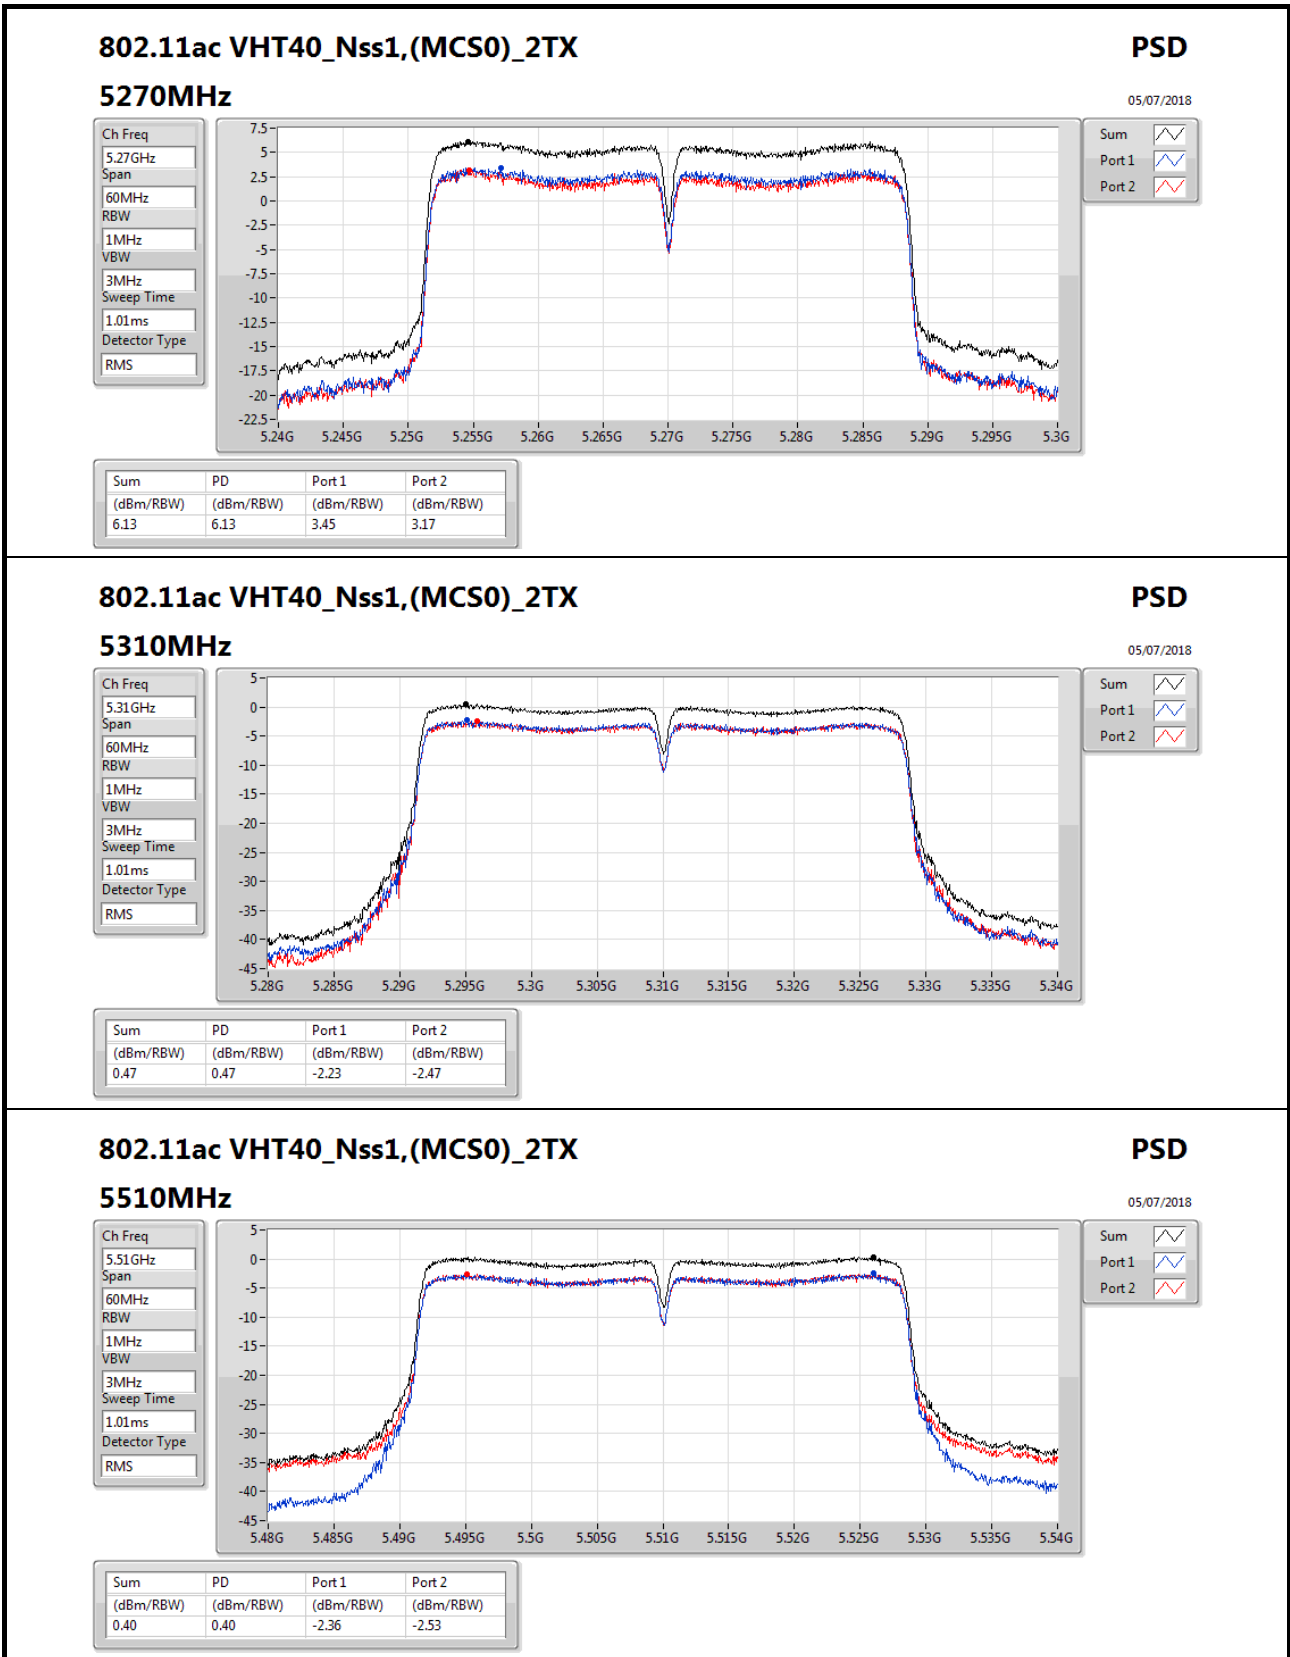 802.11ac VHT40_Nss1,(MCS0)_2TX PSD
5270MHz 05/07/2018
Ch Freq
5.27GHz
Span
60MHz
RBW
1MHz
VBW
3MHz
Sweep Time
1.01ms
Detector Type
RMS
7.5
5
2.5
0
-2.5
-5
-7.5
-10
-12.5
-15
-17.5
-20
-22.5
5.24G 5.245G 5.25G 5.255G 5.26G 5.265G 5.27G 5.275G 5.28G 5.285G 5.29G 5.295G 5.3G
Sum
Port 1
Port 2
Sum PD Port 1 Port 2
(dBm/RBW) (dBm/RBW) (dBm/RBW) (dBm/RBW)
6.13 6.13 3.45 3.17
802.11ac VHT40_Nss1,(MCS0)_2TX PSD
5310MHz 05/07/2018
Ch Freq
5.31GHz
Span
60MHz
RBW
1MHz
VBW
3MHz
Sweep Time
1.01ms
Detector Type
RMS
5
0
-5
-10
-15
-20
-25
-30
-35
-40
-45
5.28G 5.285G 5.29G 5.295G 5.3G 5.305G 5.31G 5.315G 5.32G 5.325G 5.33G 5.335G 5.34G
Sum
Port 1
Port 2
Sum PD Port 1 Port 2
(dBm/RBW) (dBm/RBW) (dBm/RBW) (dBm/RBW)
0.47 0.47 -2.23 -2.47
802.11ac VHT40_Nss1,(MCS0)_2TX PSD
5510MHz 05/07/2018
Ch Freq
5.51GHz
Span
60MHz
RBW
1MHz
VBW
3MHz
Sweep Time
1.01ms
Detector Type
RMS
5
0
-5
-10
-15
-20
-25
-30
-35
-40
-45
5.48G 5.485G 5.49G 5.495G 5.5G 5.505G 5.51G 5.515G 5.52G 5.525G 5.53G 5.535G 5.54G
Sum
Port 1
Port 2
Sum PD Port 1 Port 2
(dBm/RBW) (dBm/RBW) (dBm/RBW) (dBm/RBW)
0.40 0.40 -2.36 -2.53